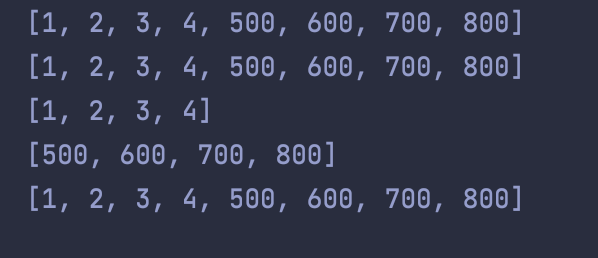 [1, 2, 3, 4, 500, 600, 700, 800]
[1, 2, 3, 4, 500, 600, 700, 800]
[1, 2, 3, 4]
[500, 600, 700, 800]
[1, 2, 3, 4, 500, 600, 700, 800]